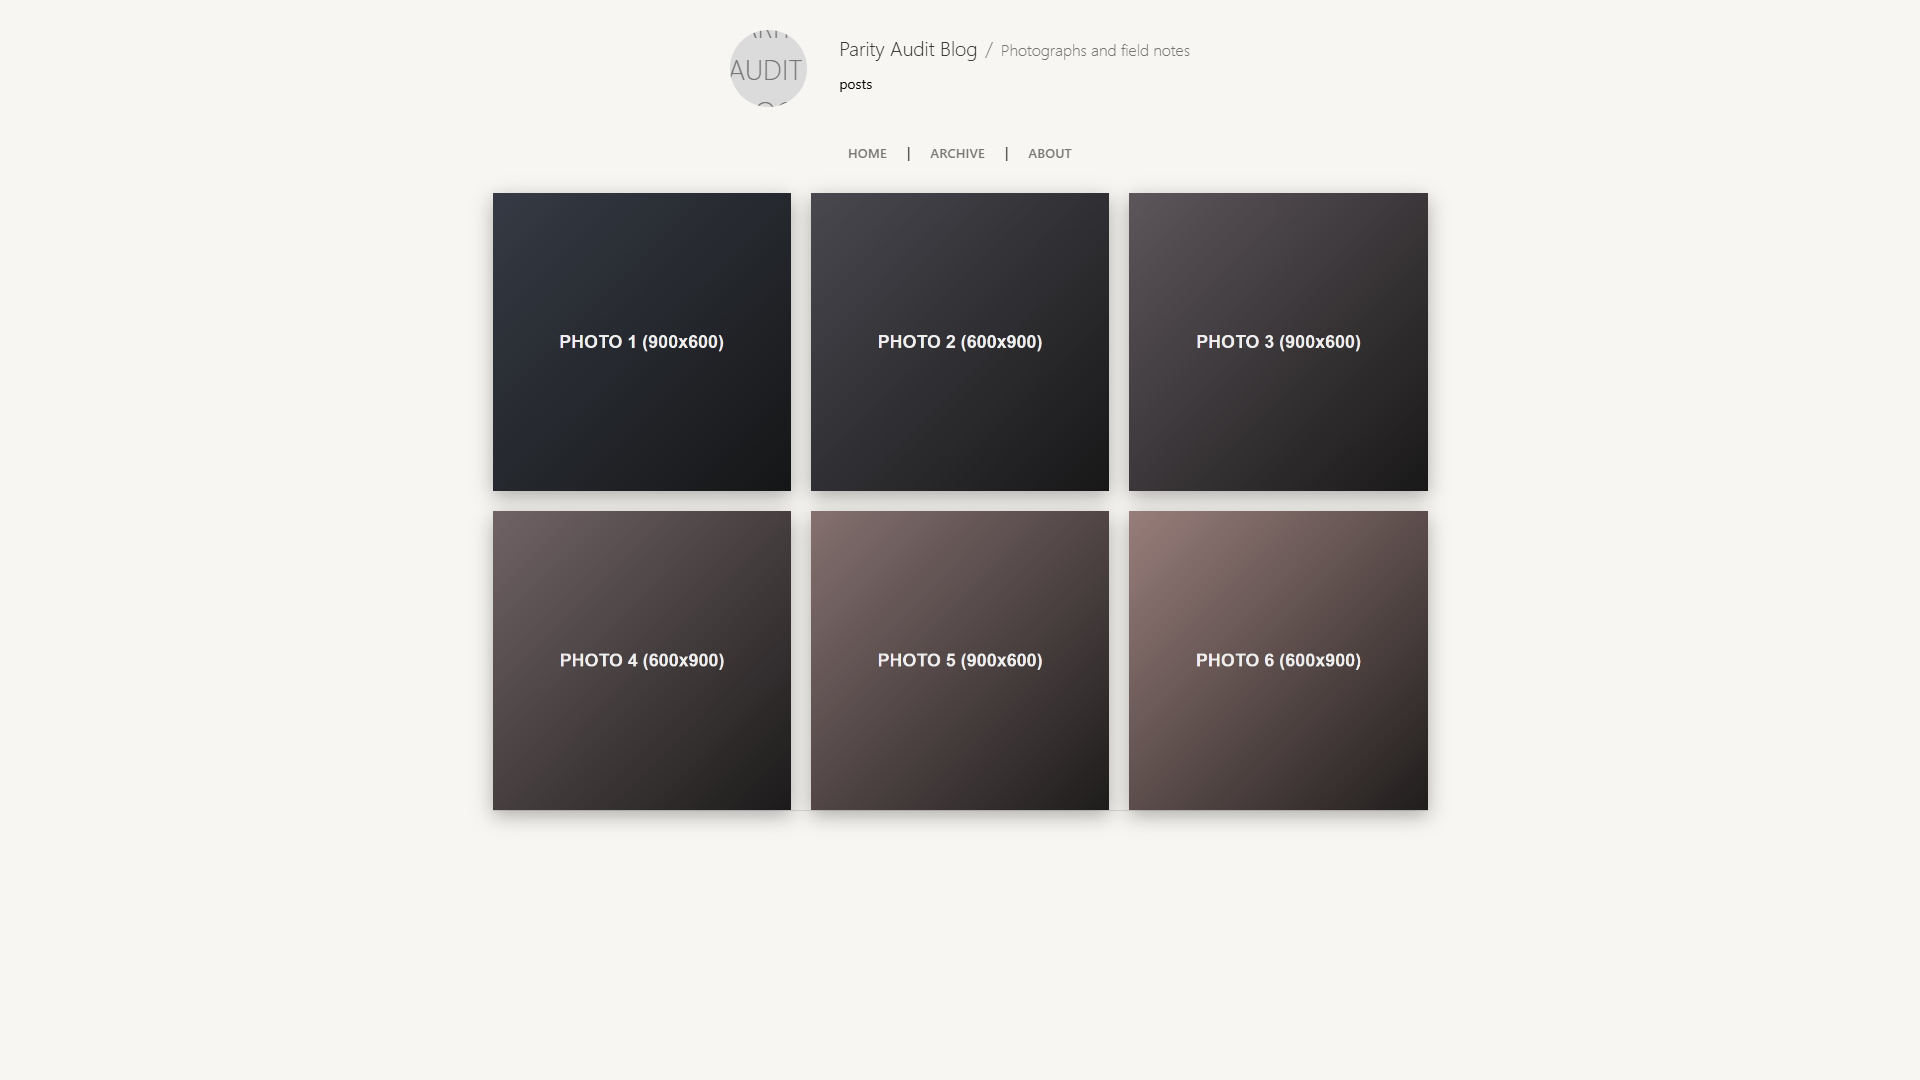 AUDIT
Parity Audit Blog / Photographs and field notes
posts
HOME | ARCHIVE | ABOUT
PHOTO 1 (900x600) PHOTO 2 (600x900) PHOTO 3 (900x600)
PHOTO 4 (600x900) PHOTO 5 (900x600) PHOTO 6 (600x900)